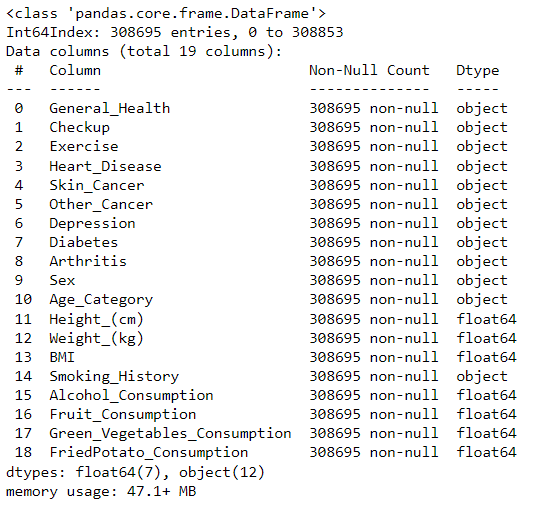 <class 'pandas.core.frame.DataFrame'>
Int64Index: 308695 entries, 0 to 308853
Data columns (total 19 columns):
 #   Column                        Non-Null Count   Dtype  
---  ------                        --------------   -----  
 0   General_Health                308695 non-null  object 
 1   Checkup                       308695 non-null  object 
 2   Exercise                      308695 non-null  object 
 3   Heart_Disease                 308695 non-null  object 
 4   Skin_Cancer                   308695 non-null  object 
 5   Other_Cancer                  308695 non-null  object 
 6   Depression                    308695 non-null  object 
 7   Diabetes                      308695 non-null  object 
 8   Arthritis                     308695 non-null  object 
 9   Sex                           308695 non-null  object 
 10  Age_Category                  308695 non-null  object 
 11  Height_(cm)                   308695 non-null  float64
 12  Weight_(kg)                   308695 non-null  float64
 13  BMI                           308695 non-null  float64
 14  Smoking_History               308695 non-null  object 
 15  Alcohol_Consumption           308695 non-null  float64
 16  Fruit_Consumption             308695 non-null  float64
 17  Green_Vegetables_Consumption  308695 non-null  float64
 18  FriedPotato_Consumption       308695 non-null  float64
dtypes: float64(7), object(12)
memory usage: 47.1+ MB